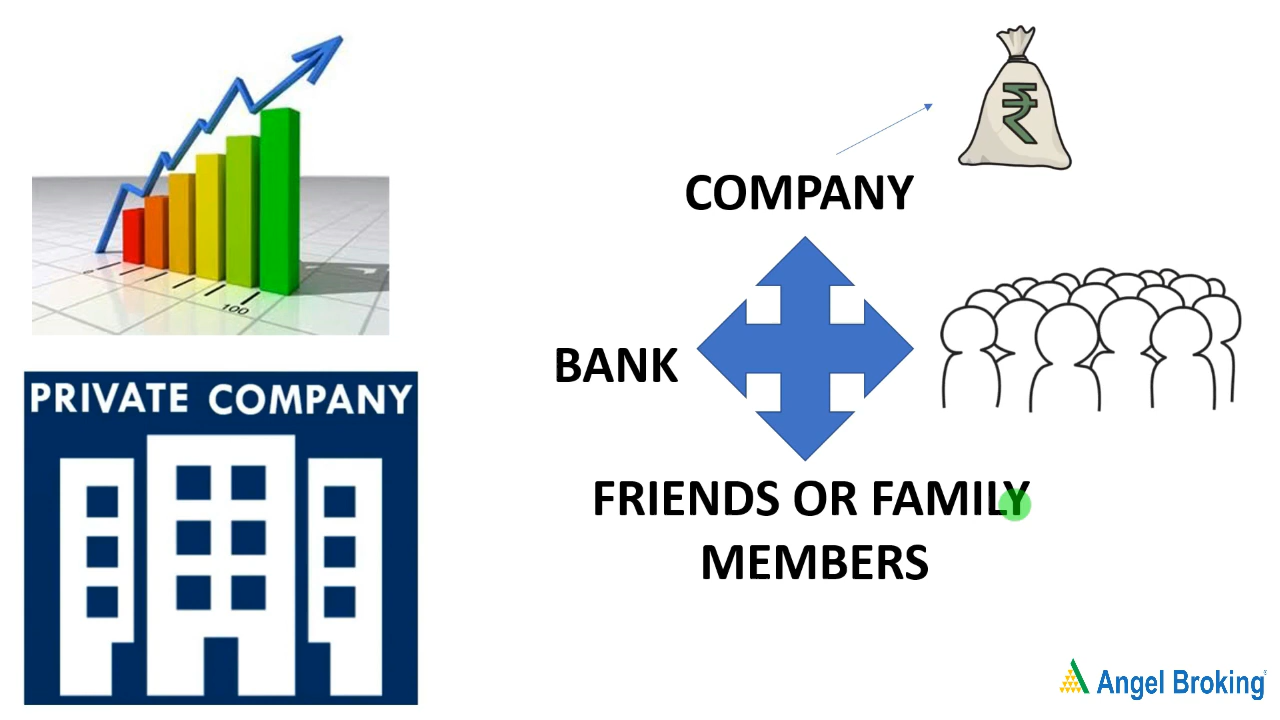 100
PRIVATE COMPANY
₹
COMPANY
BANK
FRIENDS OR FAMILY
MEMBERS
Angel Broking